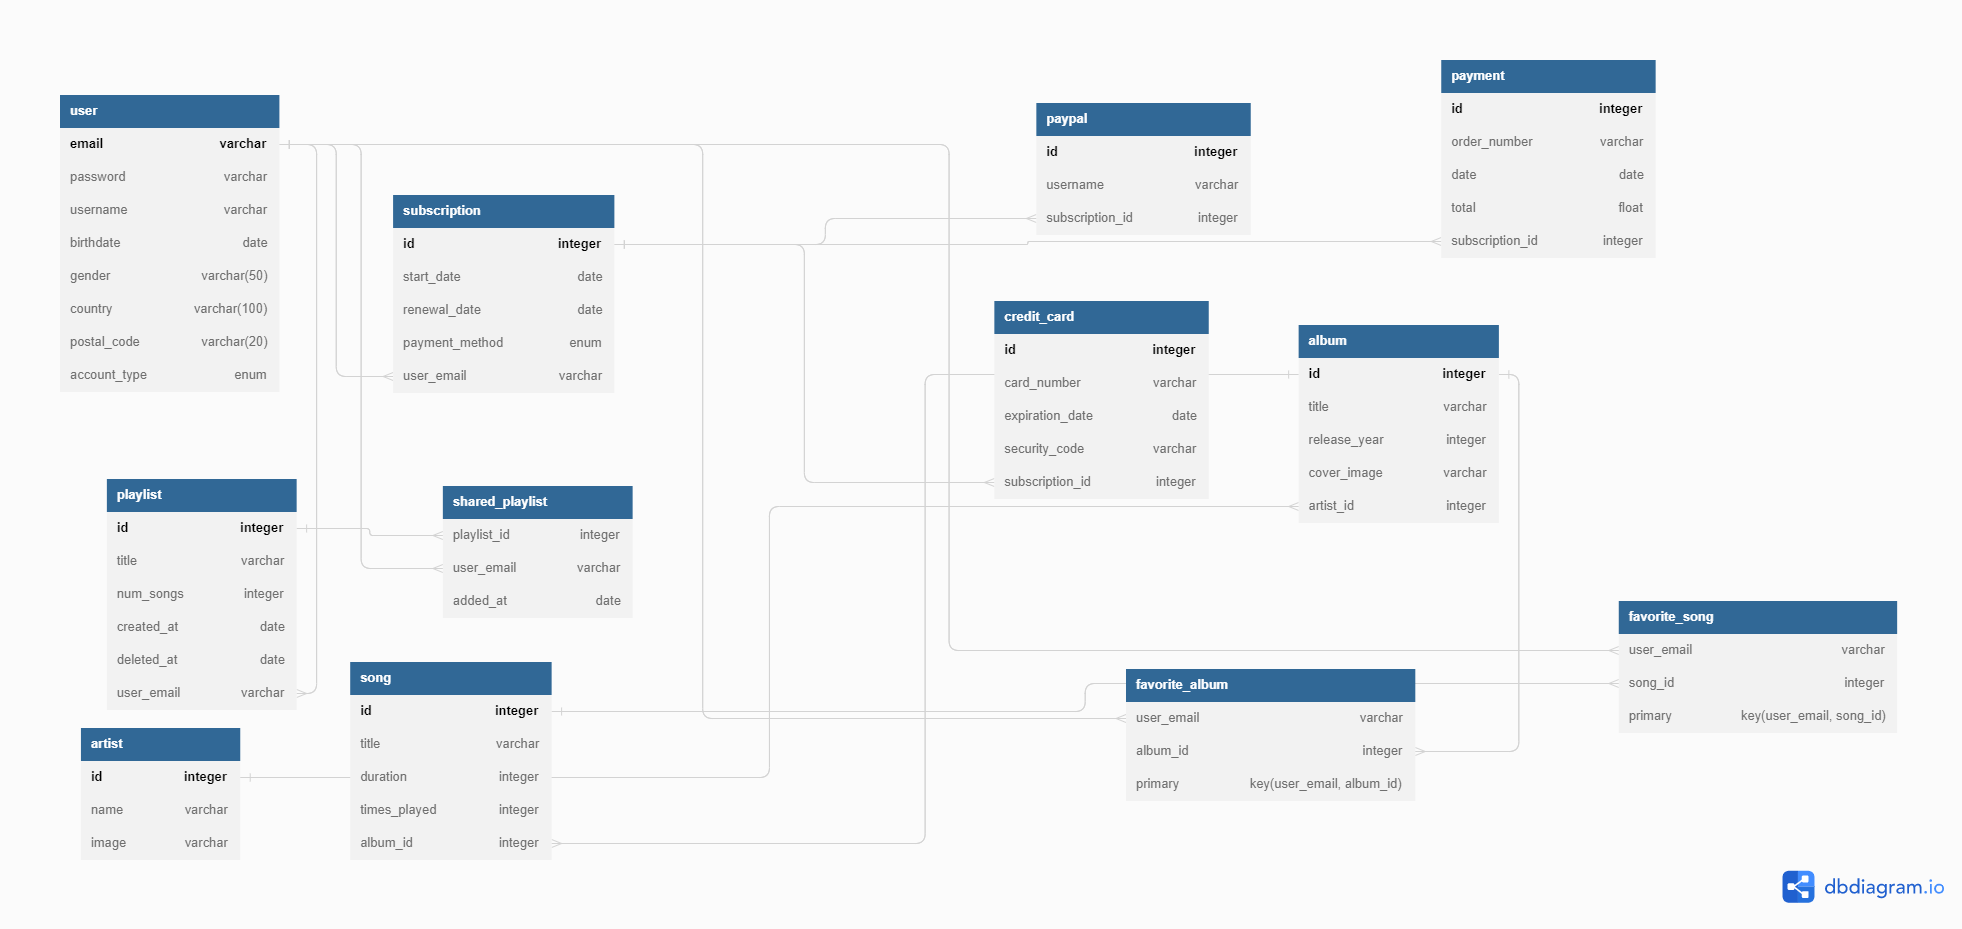 user
email varchar
password varchar
username varchar
birthdate date
gender varchar(50)
country varchar(100)
postal_code varchar(20)
account_type enum
subscription
id integer
start_date date
renewal_date date
payment_method enum
user_email varchar
paypal
id integer
username varchar
subscription_id integer
payment
id integer
order_number varchar
date date
total float
subscription_id integer
credit_card
id integer
card_number varchar
expiration_date date
security_code varchar
subscription_id integer
album
id integer
title varchar
release_year integer
cover_image varchar
artist_id integer
playlist
id integer
title varchar
num_songs integer
created_at date
deleted_at date
user_email varchar
shared_playlist
playlist_id integer
user_email varchar
added_at date
song
id integer
title varchar
duration integer
times_played integer
album_id integer
artist
id integer
name varchar
image varchar
favorite_album
user_email varchar
album_id integer
primary key(user_email, album_id)
favorite_song
user_email varchar
song_id integer
primary key(user_email, song_id)
dbdiagram.io